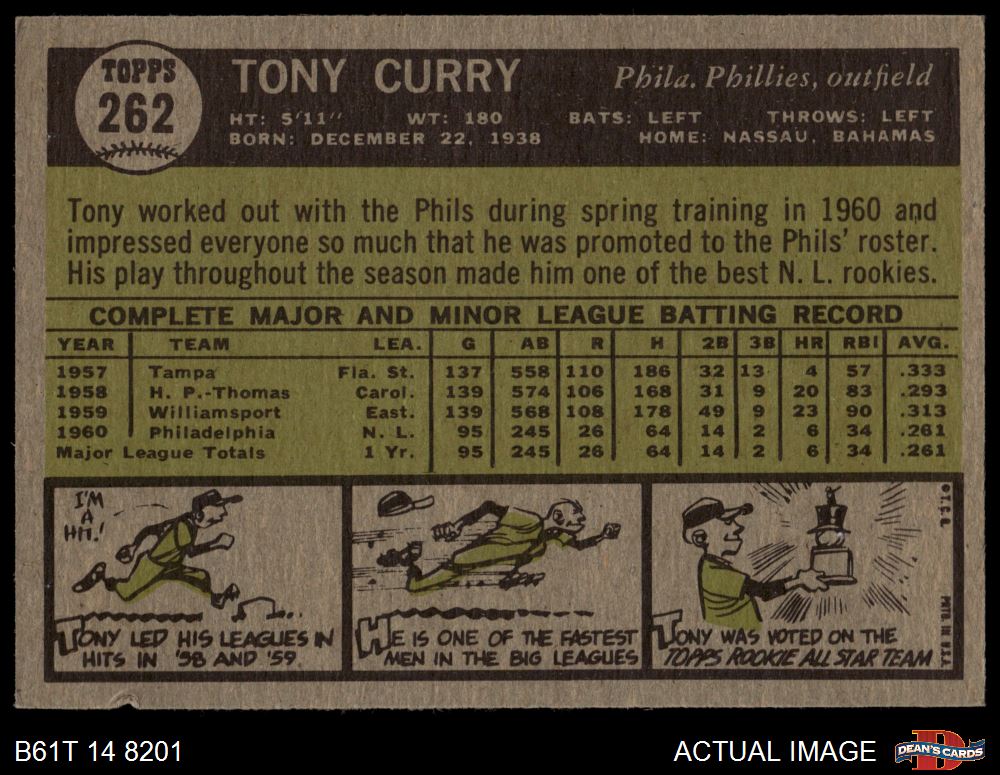 TOPPS
262
TONY CURRY
Phila. Phillies, outfield
HT: 5'11" WT: 180 BATS: LEFT THROWS: LEFT
BORN: DECEMBER 22, 1938 HOME: NASSAU, BAHAMAS
Tony worked out with the Phils during spring training in 1960 and
impressed everyone so much that he was promoted to the Phils' roster.
His play throughout the season made him one of the best N. L. rookies.
COMPLETE MAJOR AND MINOR LEAGUE BATTING RECORD
YEAR TEAM LEA. G AB R H 2B 3B HR RBI AVG.
1957 Tampa Fla. St. 137 558 110 186 32 13 4 57 .333
1958 H. P.-Thomas Carol. 139 574 106 168 31 9 20 83 .293
1959 Williamsport East. 139 568 108 178 49 9 23 90 .313
1960 Philadelphia N. L. 95 245 26 64 14 2 6 34 .261
Major League Totals 1 Yr. 95 245 26 64 14 2 6 34 .261
I'M
A
HIT!
TONY LED HIS LEAGUES IN
HITS IN '58 AND '59
HE IS ONE OF THE FASTEST
MEN IN THE BIG LEAGUES
TONY WAS VOTED ON THE
TOPPS ROOKIE ALL STAR TEAM
© T.C.G.
PRTD. IN U.S.A.
B61T 14 8201
ACTUAL IMAGE
DEAN'S CARDS